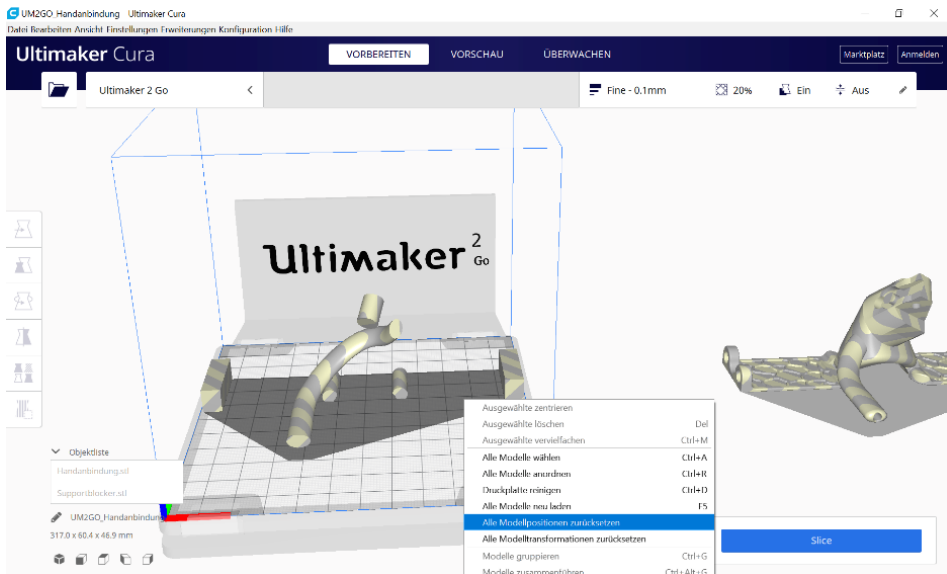 UM2GO_Handanbindung - Ultimaker Cura
Datei Bearbeiten Ansicht Einstellungen Erweiterungen Konfiguration Hilfe
Ultimaker Cura
VORBEREITEN
VORSCHAU
ÜBERWACHEN
Marktplatz
Anmelden
Ultimaker 2 Go
Fine - 0.1mm
20%
Ein
Aus
Ultimaker 2 Go
Ausgewählte zentrieren
Ausgewählte löschen Del
Ausgewählte vervielfachen Ctrl+M
Alle Modelle wählen Ctrl+A
Alle Modelle anordnen Ctrl+R
Druckplatte reinigen Ctrl+D
Alle Modelle neu laden F5
Alle Modellpositionen zurücksetzen
Alle Modelltransformationen zurücksetzen
Modelle gruppieren Ctrl+G
Modelle zusammenführen Ctrl+Alt+G
Objektliste
Handanbindung.stl
Supportblocker.stl
UM2GO_Handanbindun
317.0 x 60.4 x 46.9 mm
Slice